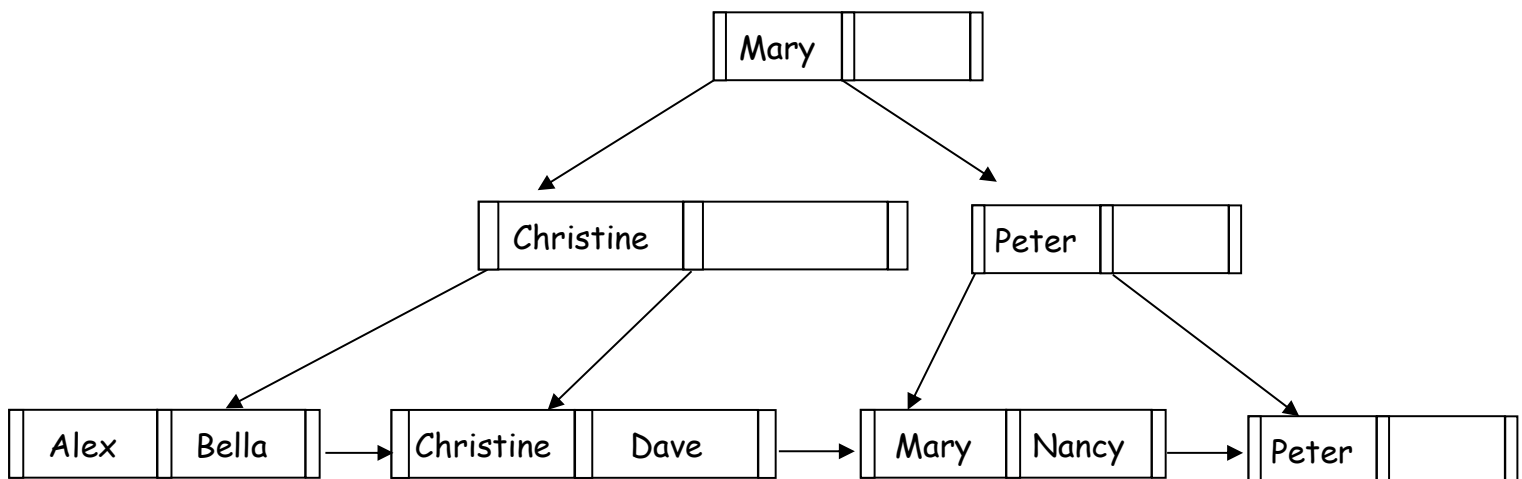 Mary
Christine
Peter
Alex Bella Christine Dave Mary Nancy Peter